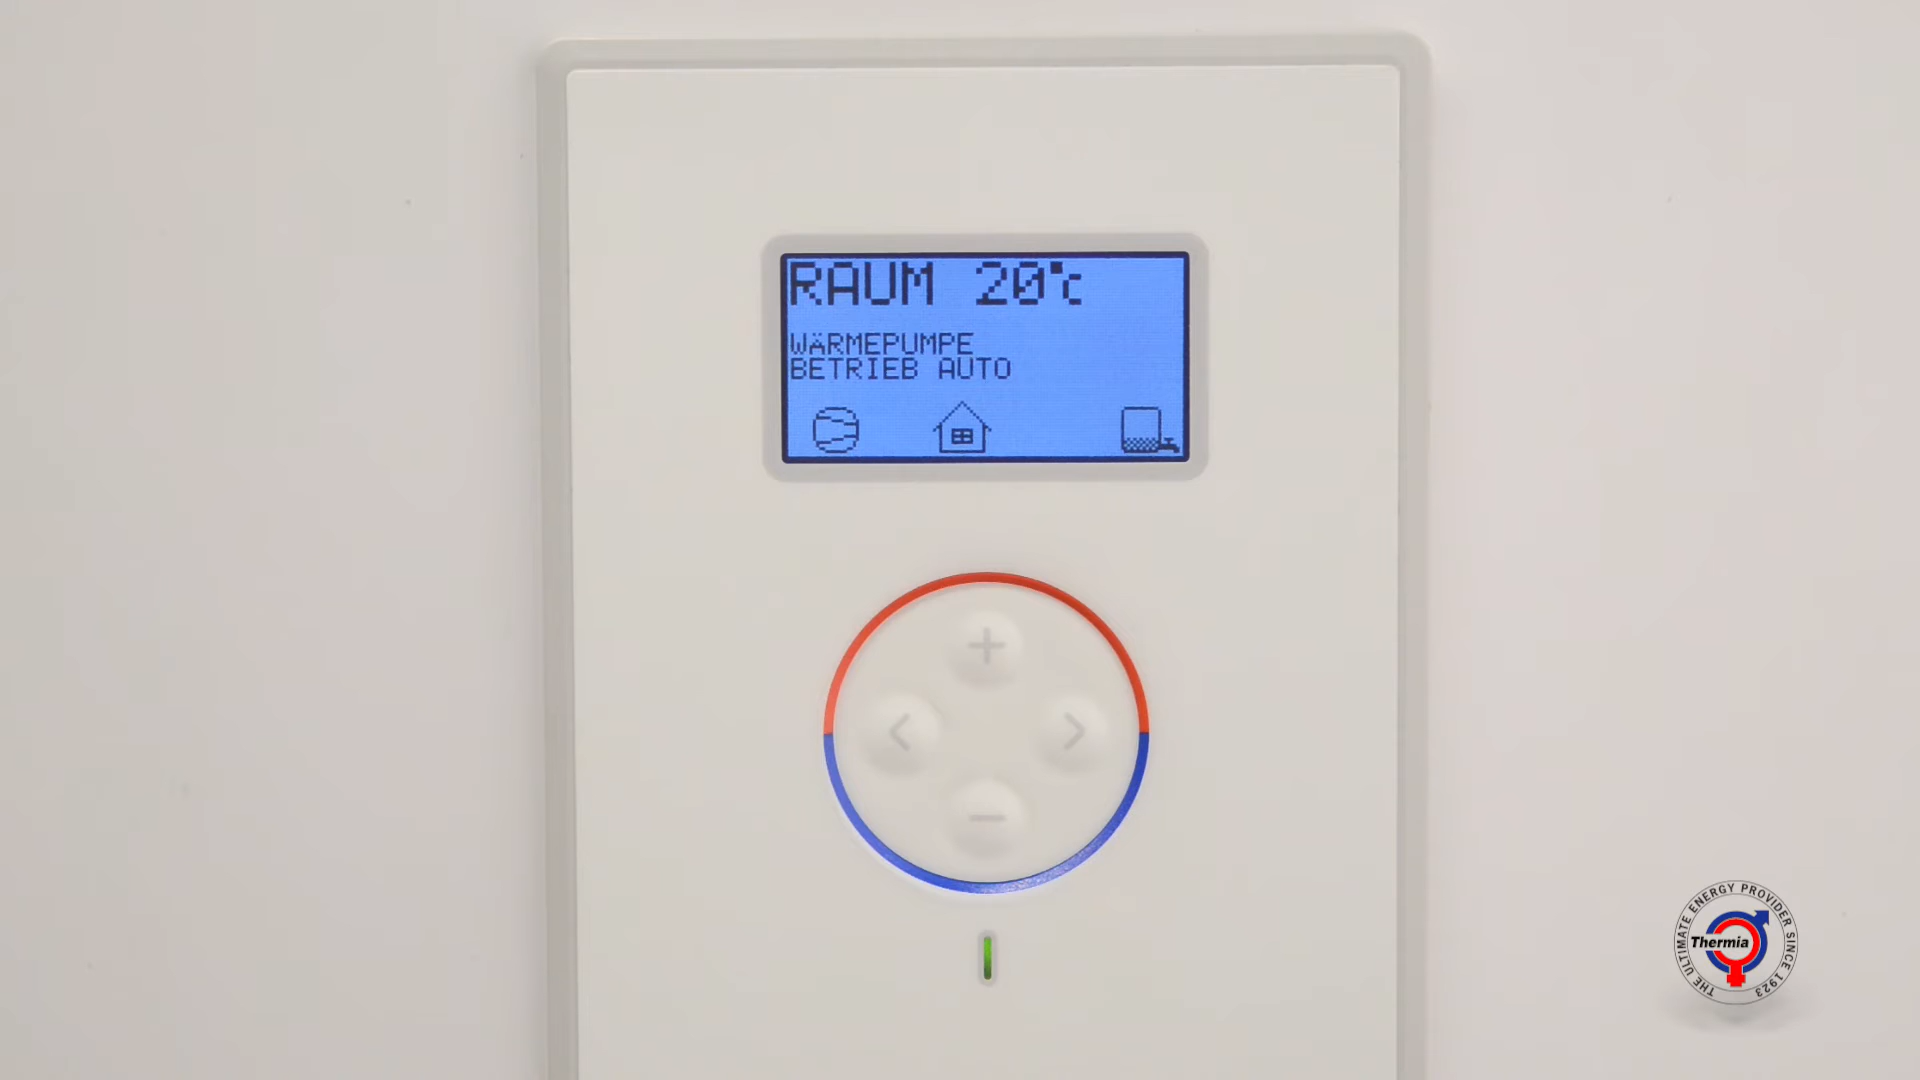 RAUM 20°C
WÄRMEPUMPE
BETRIEB AUTO
+
<
>
−
THE ULTIMATE ENERGY PROVIDER SINCE 1923
Thermia